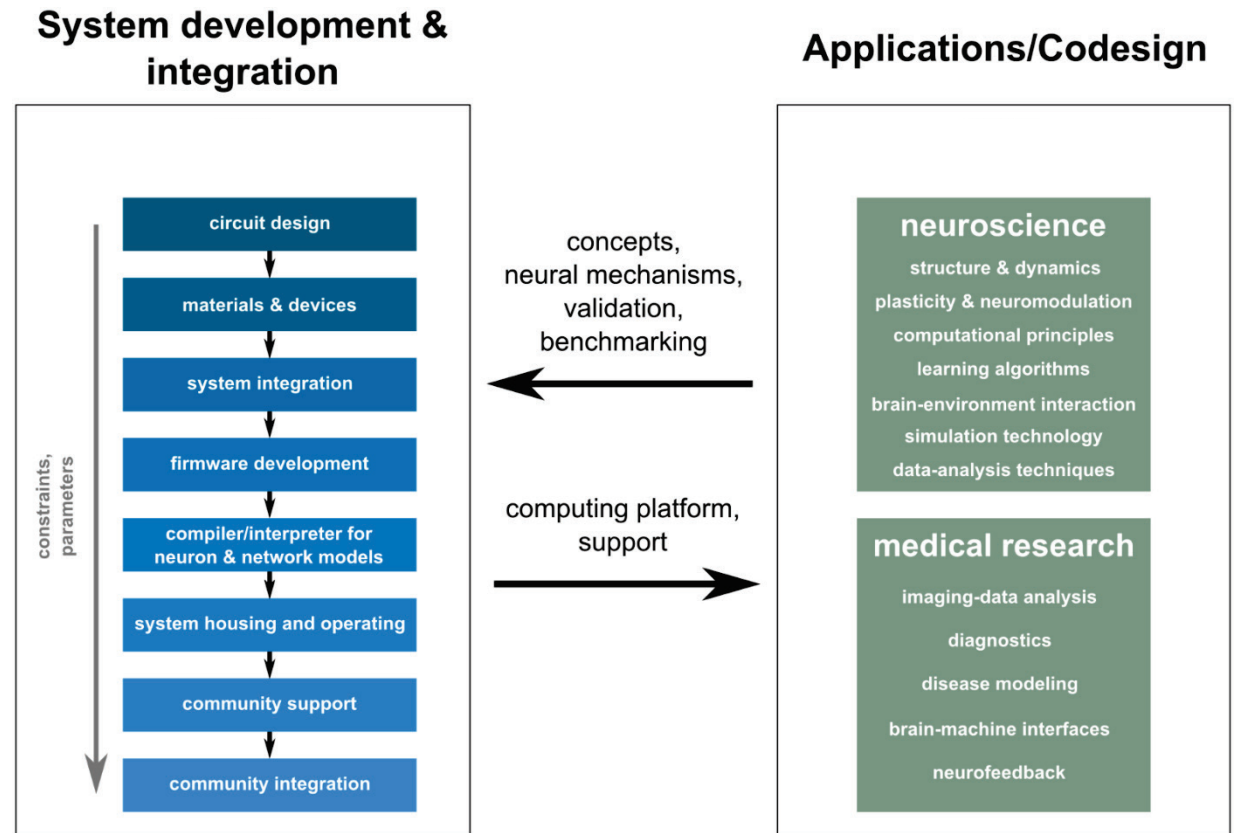 System development &
integration
Applications/Codesign
constraints,
parameters
circuit design
materials & devices
system integration
firmware development
compiler/interpreter for
neuron & network models
system housing and operating
community support
community integration
concepts,
neural mechanisms,
validation,
benchmarking
computing platform,
support
neuroscience
structure & dynamics
plasticity & neuromodulation
computational principles
learning algorithms
brain-environment interaction
simulation technology
data-analysis techniques
medical research
imaging-data analysis
diagnostics
disease modeling
brain-machine interfaces
neurofeedback